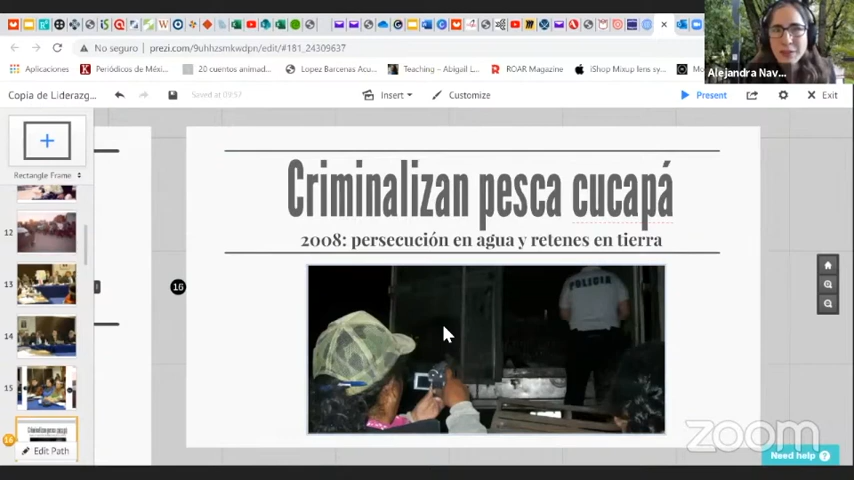 No seguro
prezi.com/9uhhzsmkwdpn/edit/#181_24309637
Aplicaciones
Periódicos de Méxi...
20 cuentos animad...
Lopez Barcenas Acu...
Teaching – Abigail L...
ROAR Magazine
iShop Mixup lens sy...
Alejandra Nav...
Copia de Lideraz...
Saved at 09:57
Insert
Customize
Present
Exit
Rectangle Frame
12
13
14
15
16
Edit Path
16
Criminalizan pesca cucapá
2008: persecución en agua y retenes en tierra
POLICIA
zoom
Need help ?